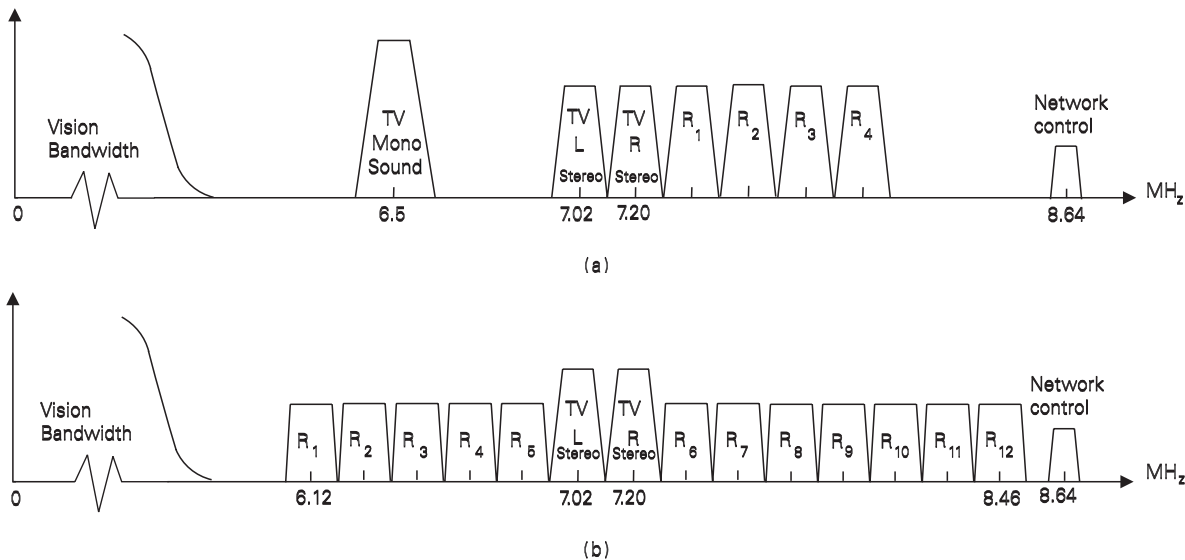 Vision
Bandwidth
TV
Mono
Sound
TV
L
Stereo
TV
R
Stereo
R1
R2
R3
R4
Network
control
MHz
0
6.5
7.02
7.20
8.64
(a)
Vision
Bandwidth
R1
R2
R3
R4
R5
TV
L
Stereo
TV
R
Stereo
R6
R7
R8
R9
R10
R11
R12
Network
control
MHz
0
6.12
7.02
7.20
8.46
8.64
(b)